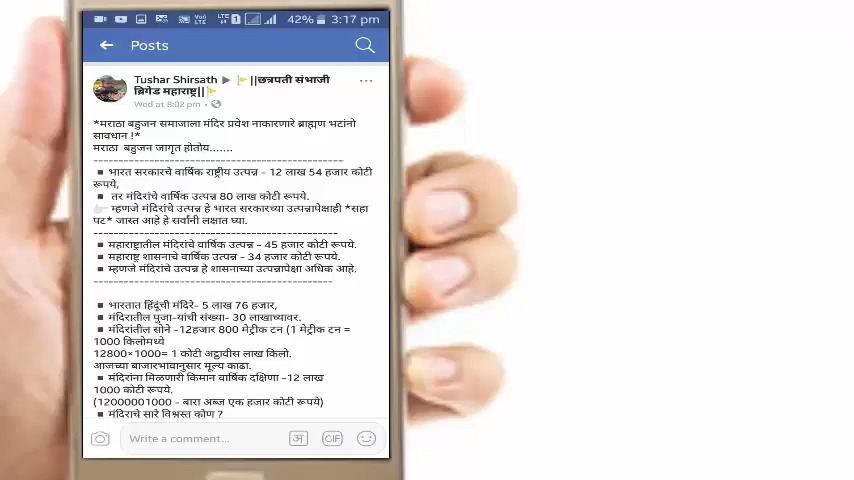 VoLTE LTE 1 42% 3:17 pm
Posts
Tushar Shirsath ▶ ||छत्रपती संभाजी
ब्रिगेड महाराष्ट्र||
Wed at 8:02 pm •
*मराठा बहुजन समाजाला मंदिर प्रवेश नाकारणारे ब्राह्मण भटांनो
सावधान !*
मराठा बहुजन जागृत होतोय.......
--------------------------------------------------
▪ भारत सरकारचे वार्षिक राष्ट्रीय उत्पन्न – 12 लाख 54 हजार कोटी
रूपये,
▪ तर मंदिरांचे वार्षिक उत्पन्न 80 लाख कोटी रूपये.
👉 म्हणजे मंदिरांचे उत्पन्न हे भारत सरकारच्या उत्पन्नापेक्षाही *सहा
पट* जास्त आहे हे सर्वांनी लक्षात घ्या.
-------------------------------------------------
▪ महाराष्ट्रातील मंदिरांचे वार्षिक उत्पन्न – 45 हजार कोटी रूपये.
▪ महाराष्ट्र शासनाचे वार्षिक उत्पन्न – 34 हजार कोटी रूपये.
▪ म्हणजे मंदिरांचे उत्पन्न हे शासनाच्या उत्पन्नापेक्षा अधिक आहे.
------------------------------------------------
▪ भारतात हिंदूंची मंदिरे- 5 लाख 76 हजार,
▪ मंदिरातील पुजा-यांची संख्या- 30 लाखाच्यावर.
▪ मंदिरांतील सोने –12हजार 800 मेट्रीक टन (1 मेट्रीक टन =
1000 किलोमध्ये
12800×1000= 1 कोटी अठ्ठावीस लाख किलो.
आजच्या बाजारभावानुसार मूल्य काढा.
▪ मंदिरांना मिळणारी किमान वार्षिक दक्षिणा –12 लाख
1000 कोटी रूपये.
(12000001000 – बारा अब्ज एक हजार कोटी रूपये)
▪ मंदिराचे सारे विश्वस्त कोण ?
Write a comment... अ GIF